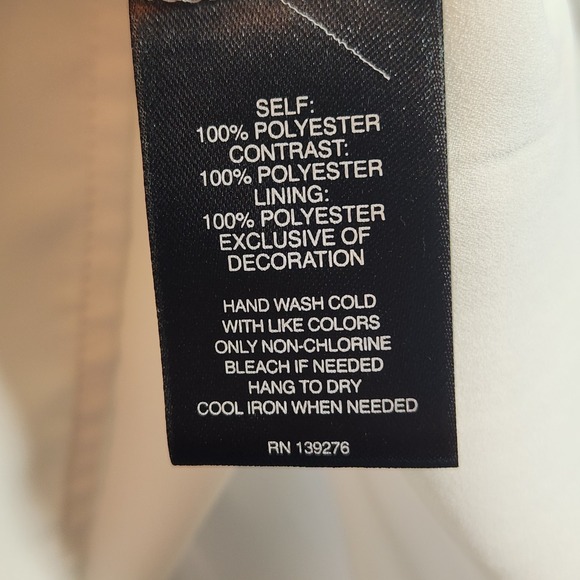 SELF:
100% POLYESTER
CONTRAST:
100% POLYESTER
LINING:
100% POLYESTER
EXCLUSIVE OF
DECORATION
HAND WASH COLD
WITH LIKE COLORS
ONLY NON-CHLORINE
BLEACH IF NEEDED
HANG TO DRY
COOL IRON WHEN NEEDED
RN 139276